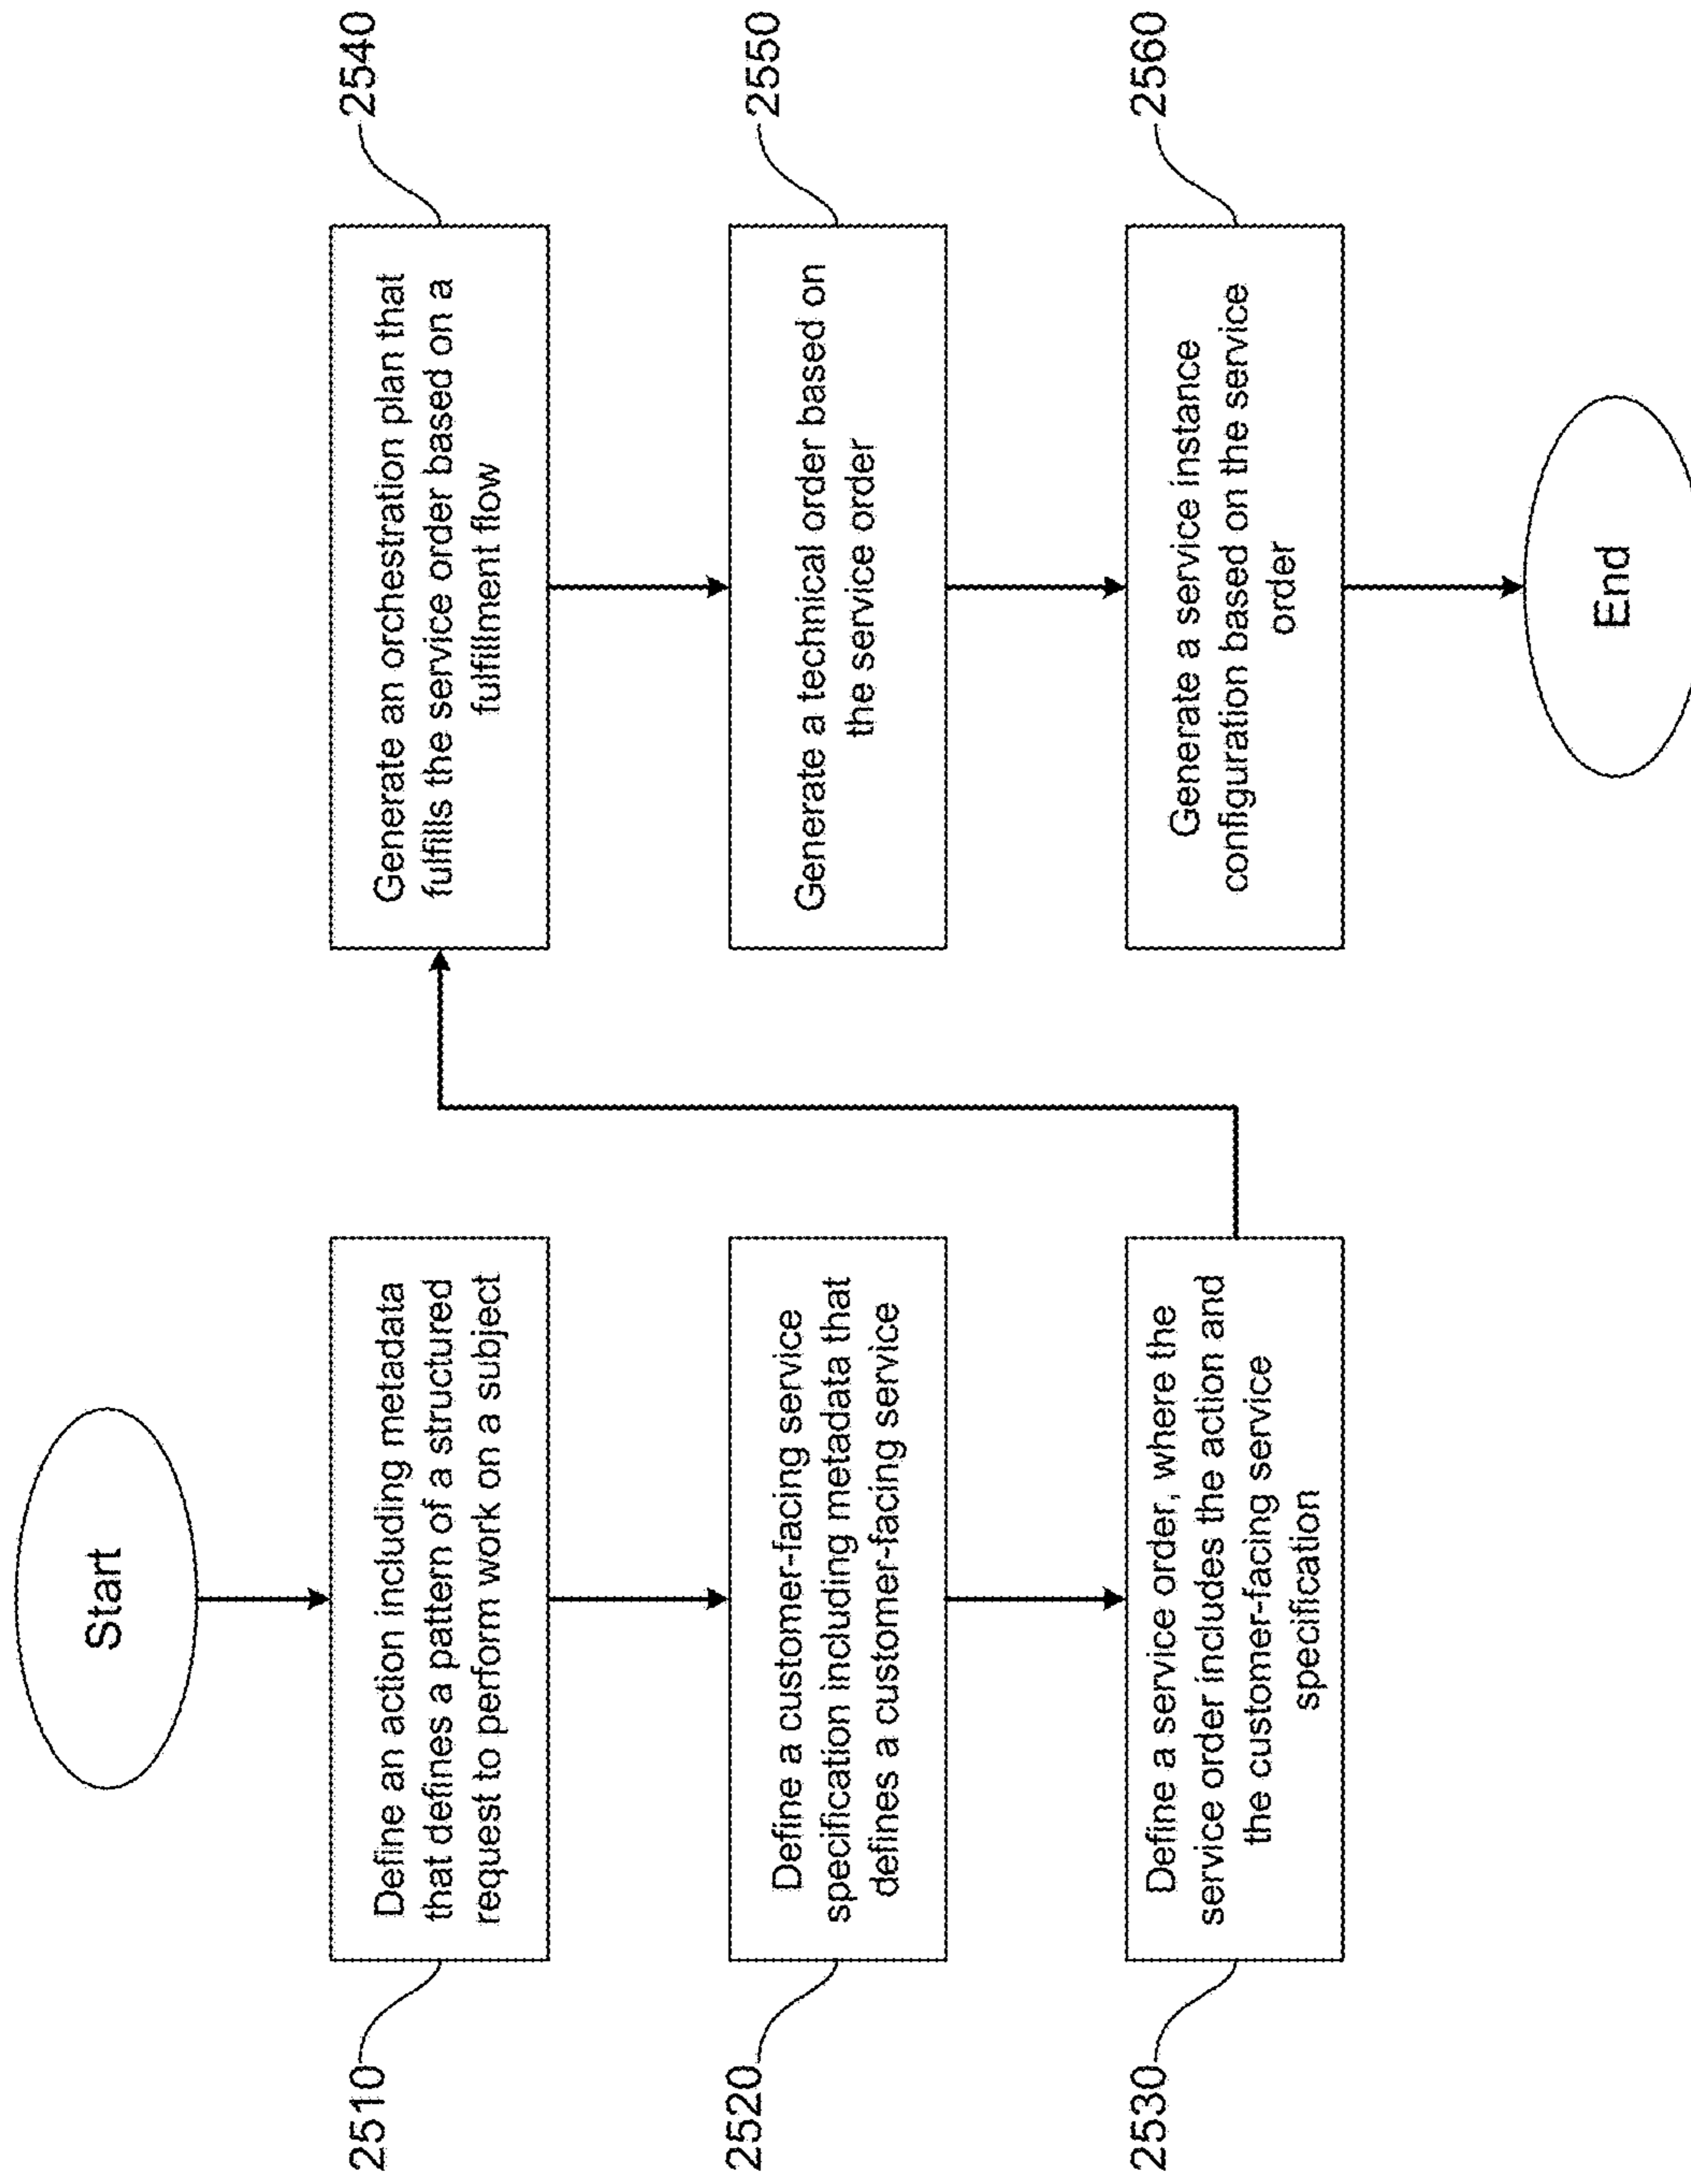 Start
2510
Define an action including metadata
that defines a pattern of a structured
request to perform work on a subject
2520
Define a customer-facing service
specification including metadata that
defines a customer-facing service
2530
Define a service order, where the
service order includes the action and
the customer-facing service
specification
2540
Generate an orchestration plan that
fulfills the service order based on a
fulfillment flow
2550
Generate a technical order based on
the service order
2560
Generate a service instance
configuration based on the service
order
End